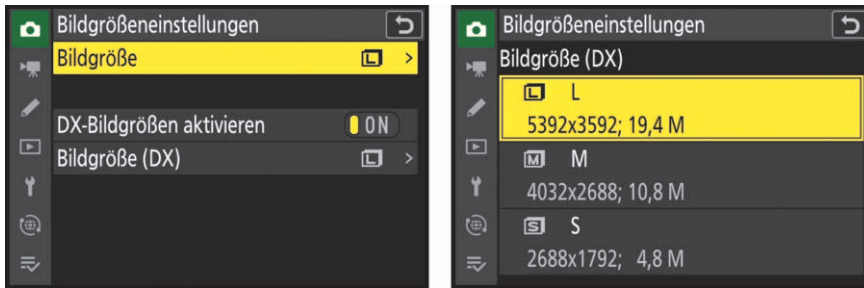 Bildgrößeneinstellungen
Bildgröße L
DX-Bildgrößen aktivieren ON
Bildgröße (DX) L
Bildgrößeneinstellungen
Bildgröße (DX)
L L
5392x3592; 19,4 M
M M
4032x2688; 10,8 M
S S
2688x1792; 4,8 M